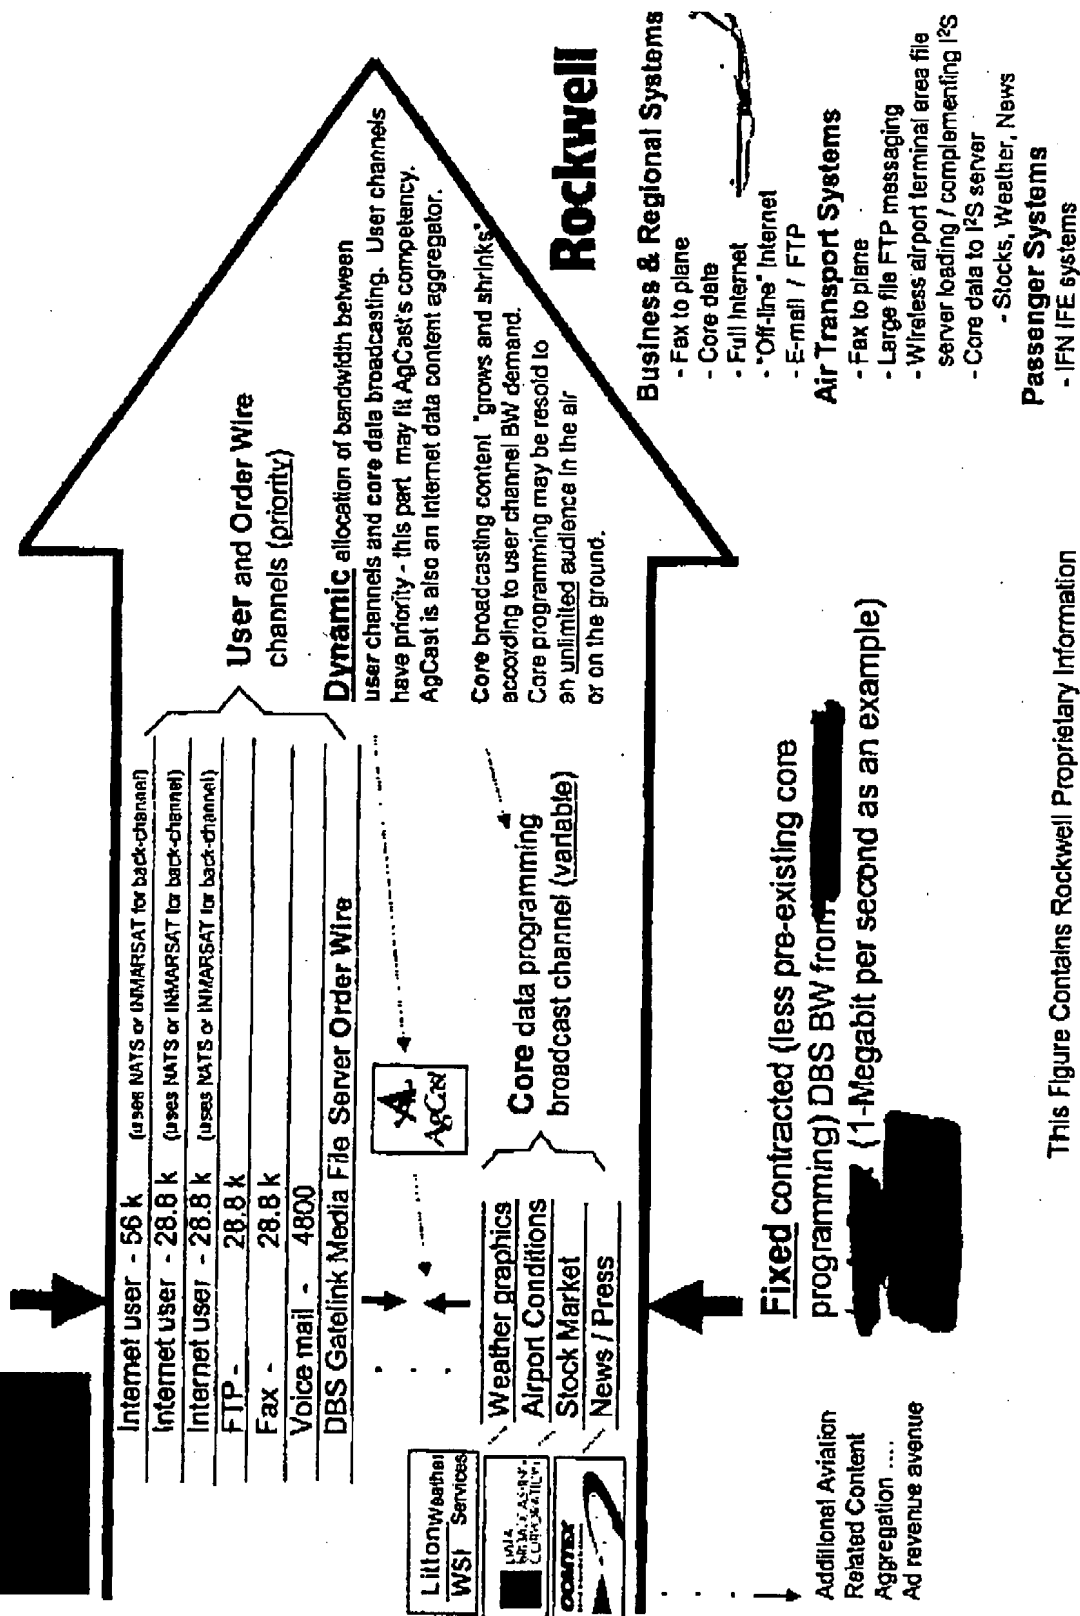 Internet user - 56 k (uses NATS or INMARSAT for back-channel)
Internet user - 28.8 k (uses NATS or INMARSAT for back-channel)
Internet user - 28.8 k (uses NATS or INMARSAT for back-channel)
FTP - 28.8 k
Fax - 28.8 k
Voice mail - 4800
DBS Gatelink Media File Server Order Wire
User and Order Wire
channels (priority)
Dynamic allocation of bandwidth between
user channels and core data broadcasting. User channels
have priority - this part may fit AgCast's competency.
AgCast is also an Internet data content aggregator.
Core broadcasting content "grows and shrinks"
according to user channel BW demand.
Core programming may be resold to
an unlimited audience in the air
or on the ground.
AgCast
Litton Weather
WSI Services
DATA
BROADCASTING
CORPORATION
Weather graphics
Airport Conditions
Stock Market
News / Press
Core data programming
broadcast channel (variable)
Rockwell
Fixed contracted (less pre-existing core
programming) DBS BW from
(1-Megabit per second as an example)
Additional Aviation
Related Content
Aggregation ....
Ad revenue avenue
Business & Regional Systems
- Fax to plane
- Core date
- Full Internet
- "Off-line" Internet
- E-mail / FTP
Air Transport Systems
- Fax to plane
- Large file FTP messaging
- Wireless airport terminal area file
server loading / complementing I²S
- Core data to I²S server
- Stocks, Weather, News
Passenger Systems
- IFN IFE systems
This Figure Contains Rockwell Proprietary Information